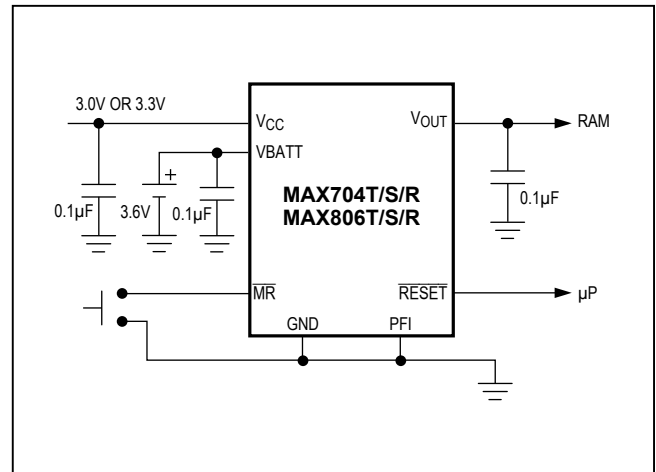 3.0V OR 3.3V
VCC
VOUT
RAM
VBATT
+
MAX704T/S/R
MAX806T/S/R
0.1µF
3.6V
0.1µF
0.1µF
MR
RESET
µP
GND
PFI